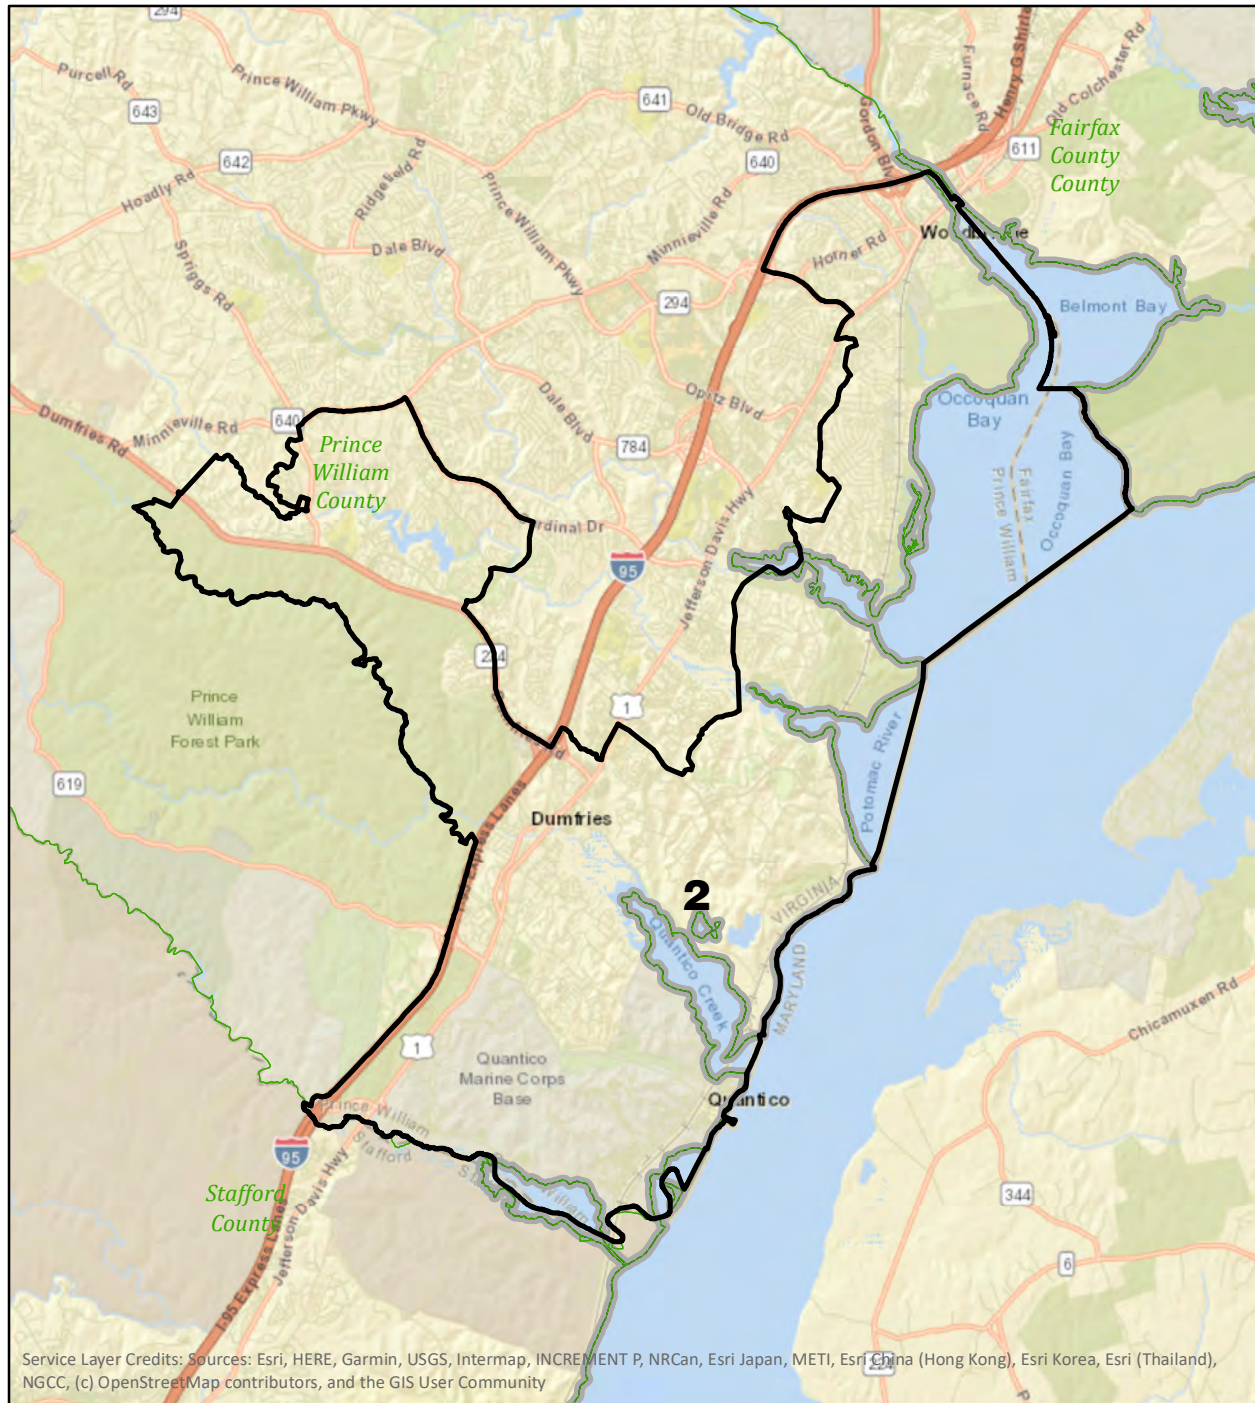 294
Purcell Rd
643
Prince William Pkwy
641
Old Bridge Rd
Gordon Blv
Furnace Rd
Henry G Shirle
Old Colchester Rd
611
Fairfax
County
County
642
Hoadly Rd
Ridgefield Rd
Prince William Pkwy
640
Minnieville Rd
Horner Rd
Dale Blvd
Spriggs Rd
294
Belmont Bay
Occoquan
Bay
Dumfries Rd
Minnieville Rd
640
Dale Blvd
Opitz Blvd
784
Prince
William
County
Jefferson Davis Hwy
Fairfax
Prince William
Occoquan Bay
95
1
Prince
William
Forest Park
Potomac River
619
Dumfries
2
VIRGINIA
MARYLAND
Quantico Creek
Chicamuxen Rd
1
Quantico
Marine Corps
Base
Quantico
Prince William
Stafford
95
Stafford
County
Jefferson Davis Hwy
I-95 Express Lanes
344
6
224
Service Layer Credits: Sources: Esri, HERE, Garmin, USGS, Intermap, INCREMENT P, NRCan, Esri Japan, METI, Esri China (Hong Kong), Esri Korea, Esri (Thailand),
NGCC, (c) OpenStreetMap contributors, and the GIS User Community